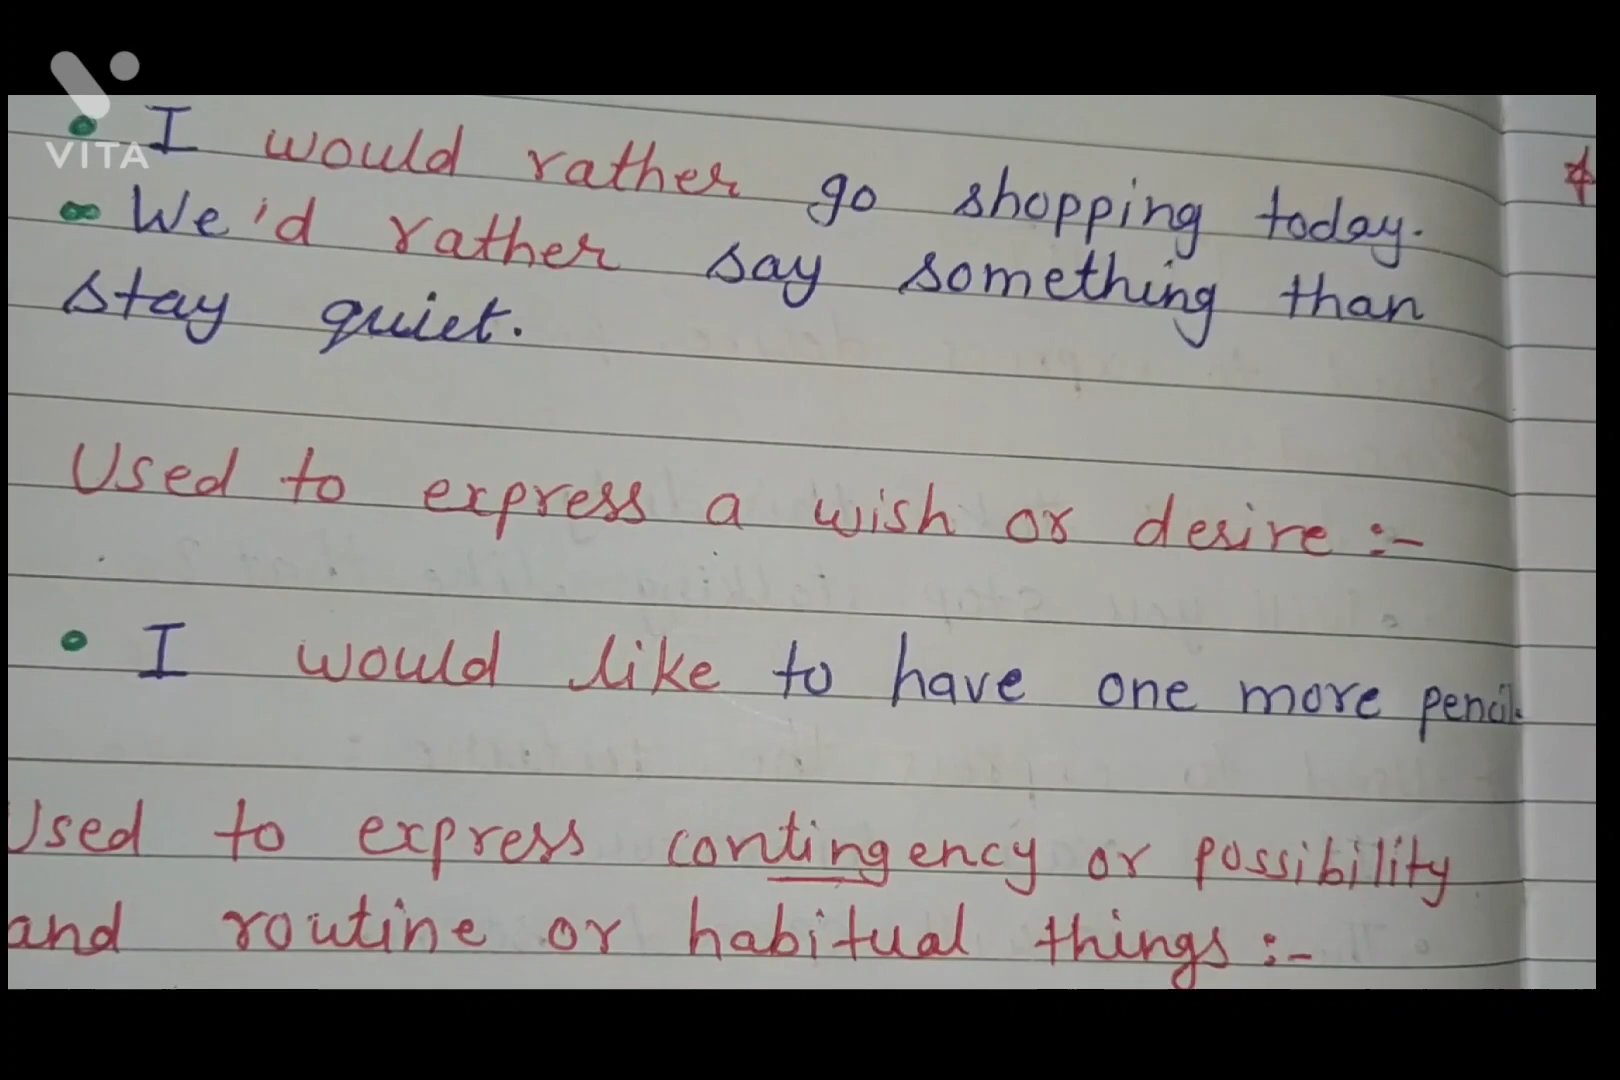 VITA
• I would rather go shopping today.
• We'd rather say something than
stay quiet.
Used to express a wish or desire :-
• I would like to have one more pencil.
Used to express contingency or possibility
and routine or habitual things :-